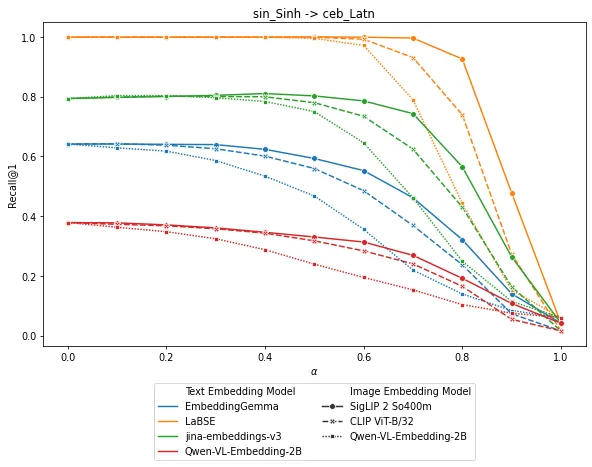 sin_Sinh -> ceb_Latn
1.0
0.8
0.6
0.4
0.2
0.0
Recall@1
0.0 0.2 0.4 0.6 0.8 1.0
α
Text Embedding Model
EmbeddingGemma
LaBSE
jina-embeddings-v3
Qwen-VL-Embedding-2B
Image Embedding Model
SigLIP 2 So400m
CLIP ViT-B/32
Qwen-VL-Embedding-2B